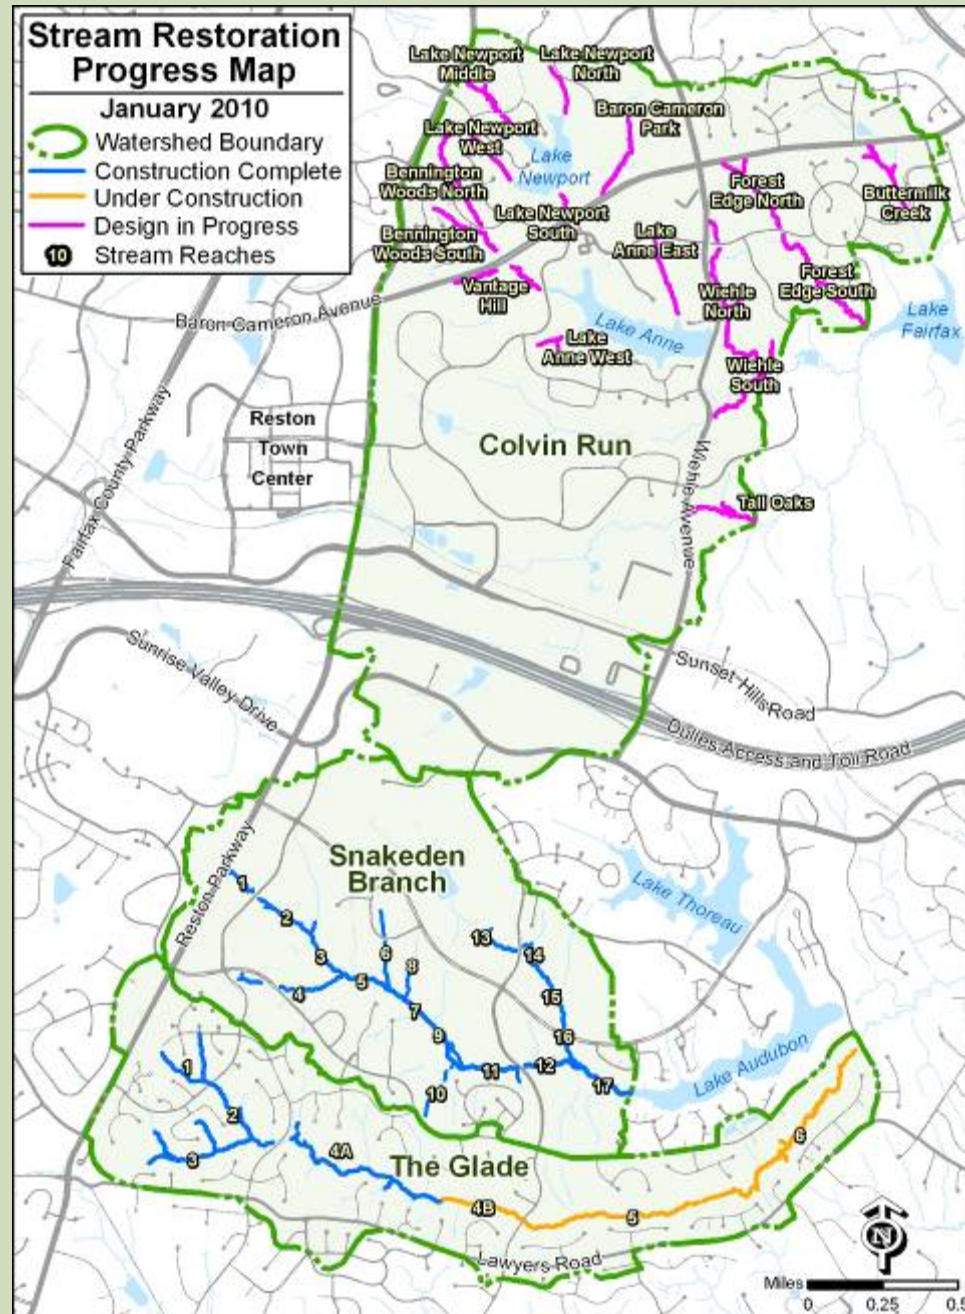 Stream Restoration
Progress Map
January 2010
Watershed Boundary
Construction Complete
Under Construction
Design in Progress
10 Stream Reaches
Lake Newport
Middle
Lake Newport
North
Baron Cameron
Park
Lake Newport
West
Lake
Newport
Bennington
Woods North
Forest
Edge North
Buttermilk
Creek
Lake Newport
South
Bennington
Woods South
Lake
Anne East
Vantage
Hill
Wiehle
North
Forest
Edge South
Baron Cameron Avenue
Lake Anne
Lake
Fairfax
Lake
Anne West
Wiehle
South
Reston
Town
Center
Colvin Run
Fairfax County Parkway
Wiehle Avenue
Tall Oaks
Sunrise Valley Drive
Sunset Hills Road
Dulles Access and Toll Road
Reston Parkway
Snakeden
Branch
Lake Thoreau
1
2
3
4
5
6
8
7
9
10
11
12
13
14
15
16
17
Lake Audubon
1
2
3
4A
The Glade
4B
5
6
Lawyers Road
N
Miles
0 0.25 0.5